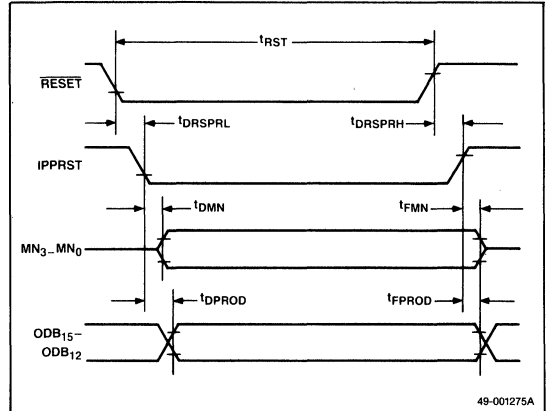 tRST
RESET
tDRSPRL
tDRSPRH
IPPRST
tDMN
tFMN
MN3–MN0
tDPROD
tFPROD
ODB15–
ODB12
49-001275A